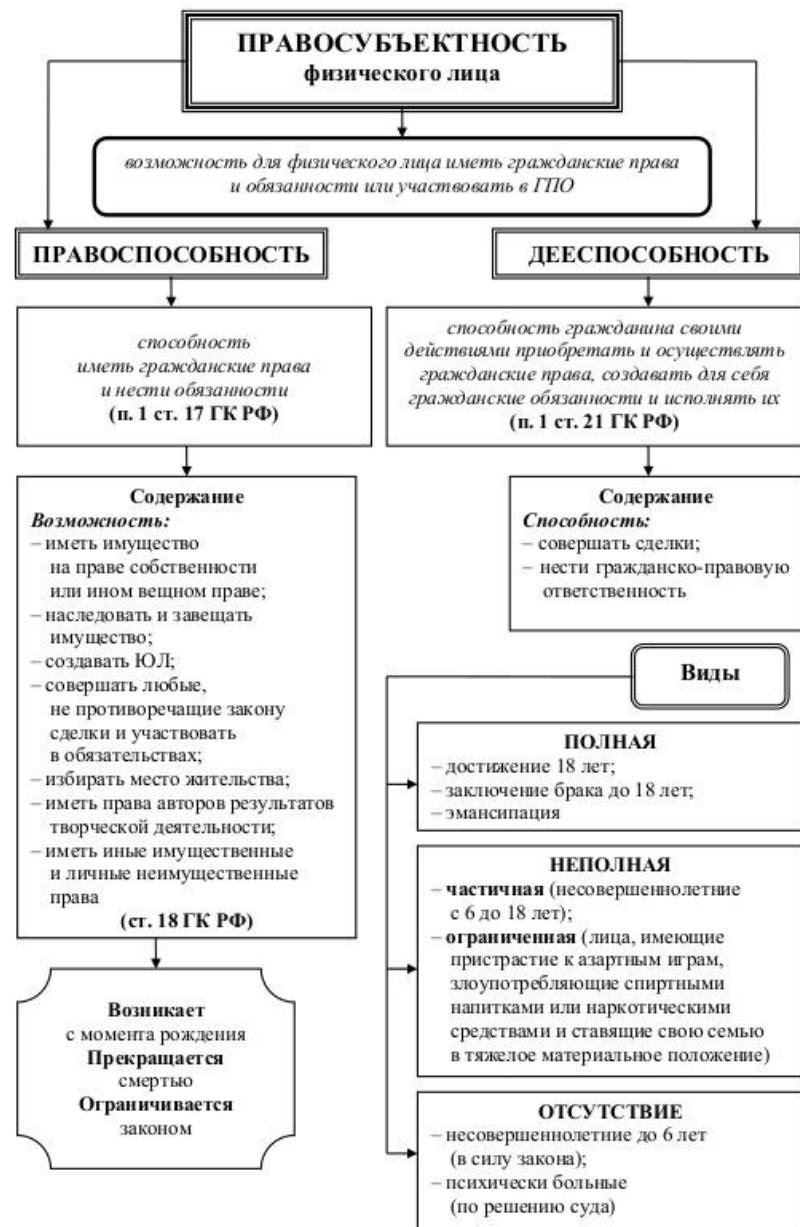 ПРАВОСУБЪЕКТНОСТЬ
физического лица
возможность для физического лица иметь гражданские права
и обязанности или участвовать в ГПО
ПРАВОСПОСОБНОСТЬ
способность
иметь гражданские права
и нести обязанности
(п. 1 ст. 17 ГК РФ)
Содержание
Возможность:
– иметь имущество
на праве собственности
или ином вещном праве;
– наследовать и завещать
имущество;
– создавать ЮЛ;
– совершать любые,
не противоречащие закону
сделки и участвовать
в обязательствах;
– избирать место жительства;
– иметь права авторов результатов
творческой деятельности;
– иметь иные имущественные
и личные неимущественные
права
(ст. 18 ГК РФ)
Возникает
с момента рождения
Прекращается
смертью
Ограничивается
законом
ДЕЕСПОСОБНОСТЬ
способность гражданина своими
действиями приобретать и осуществлять
гражданские права, создавать для себя
гражданские обязанности и исполнять их
(п. 1 ст. 21 ГК РФ)
Содержание
Способность:
– совершать сделки;
– нести гражданско-правовую
ответственность
Виды
ПОЛНАЯ
– достижение 18 лет;
– заключение брака до 18 лет;
– эмансипация
НЕПОЛНАЯ
– частичная (несовершеннолетние
с 6 до 18 лет);
– ограниченная (лица, имеющие
пристрастие к азартным играм,
злоупотребляющие спиртными
напитками или наркотическими
средствами и ставящие свою семью
в тяжелое материальное положение)
ОТСУТСТВИЕ
– несовершеннолетние до 6 лет
(в силу закона);
– психически больные
(по решению суда)